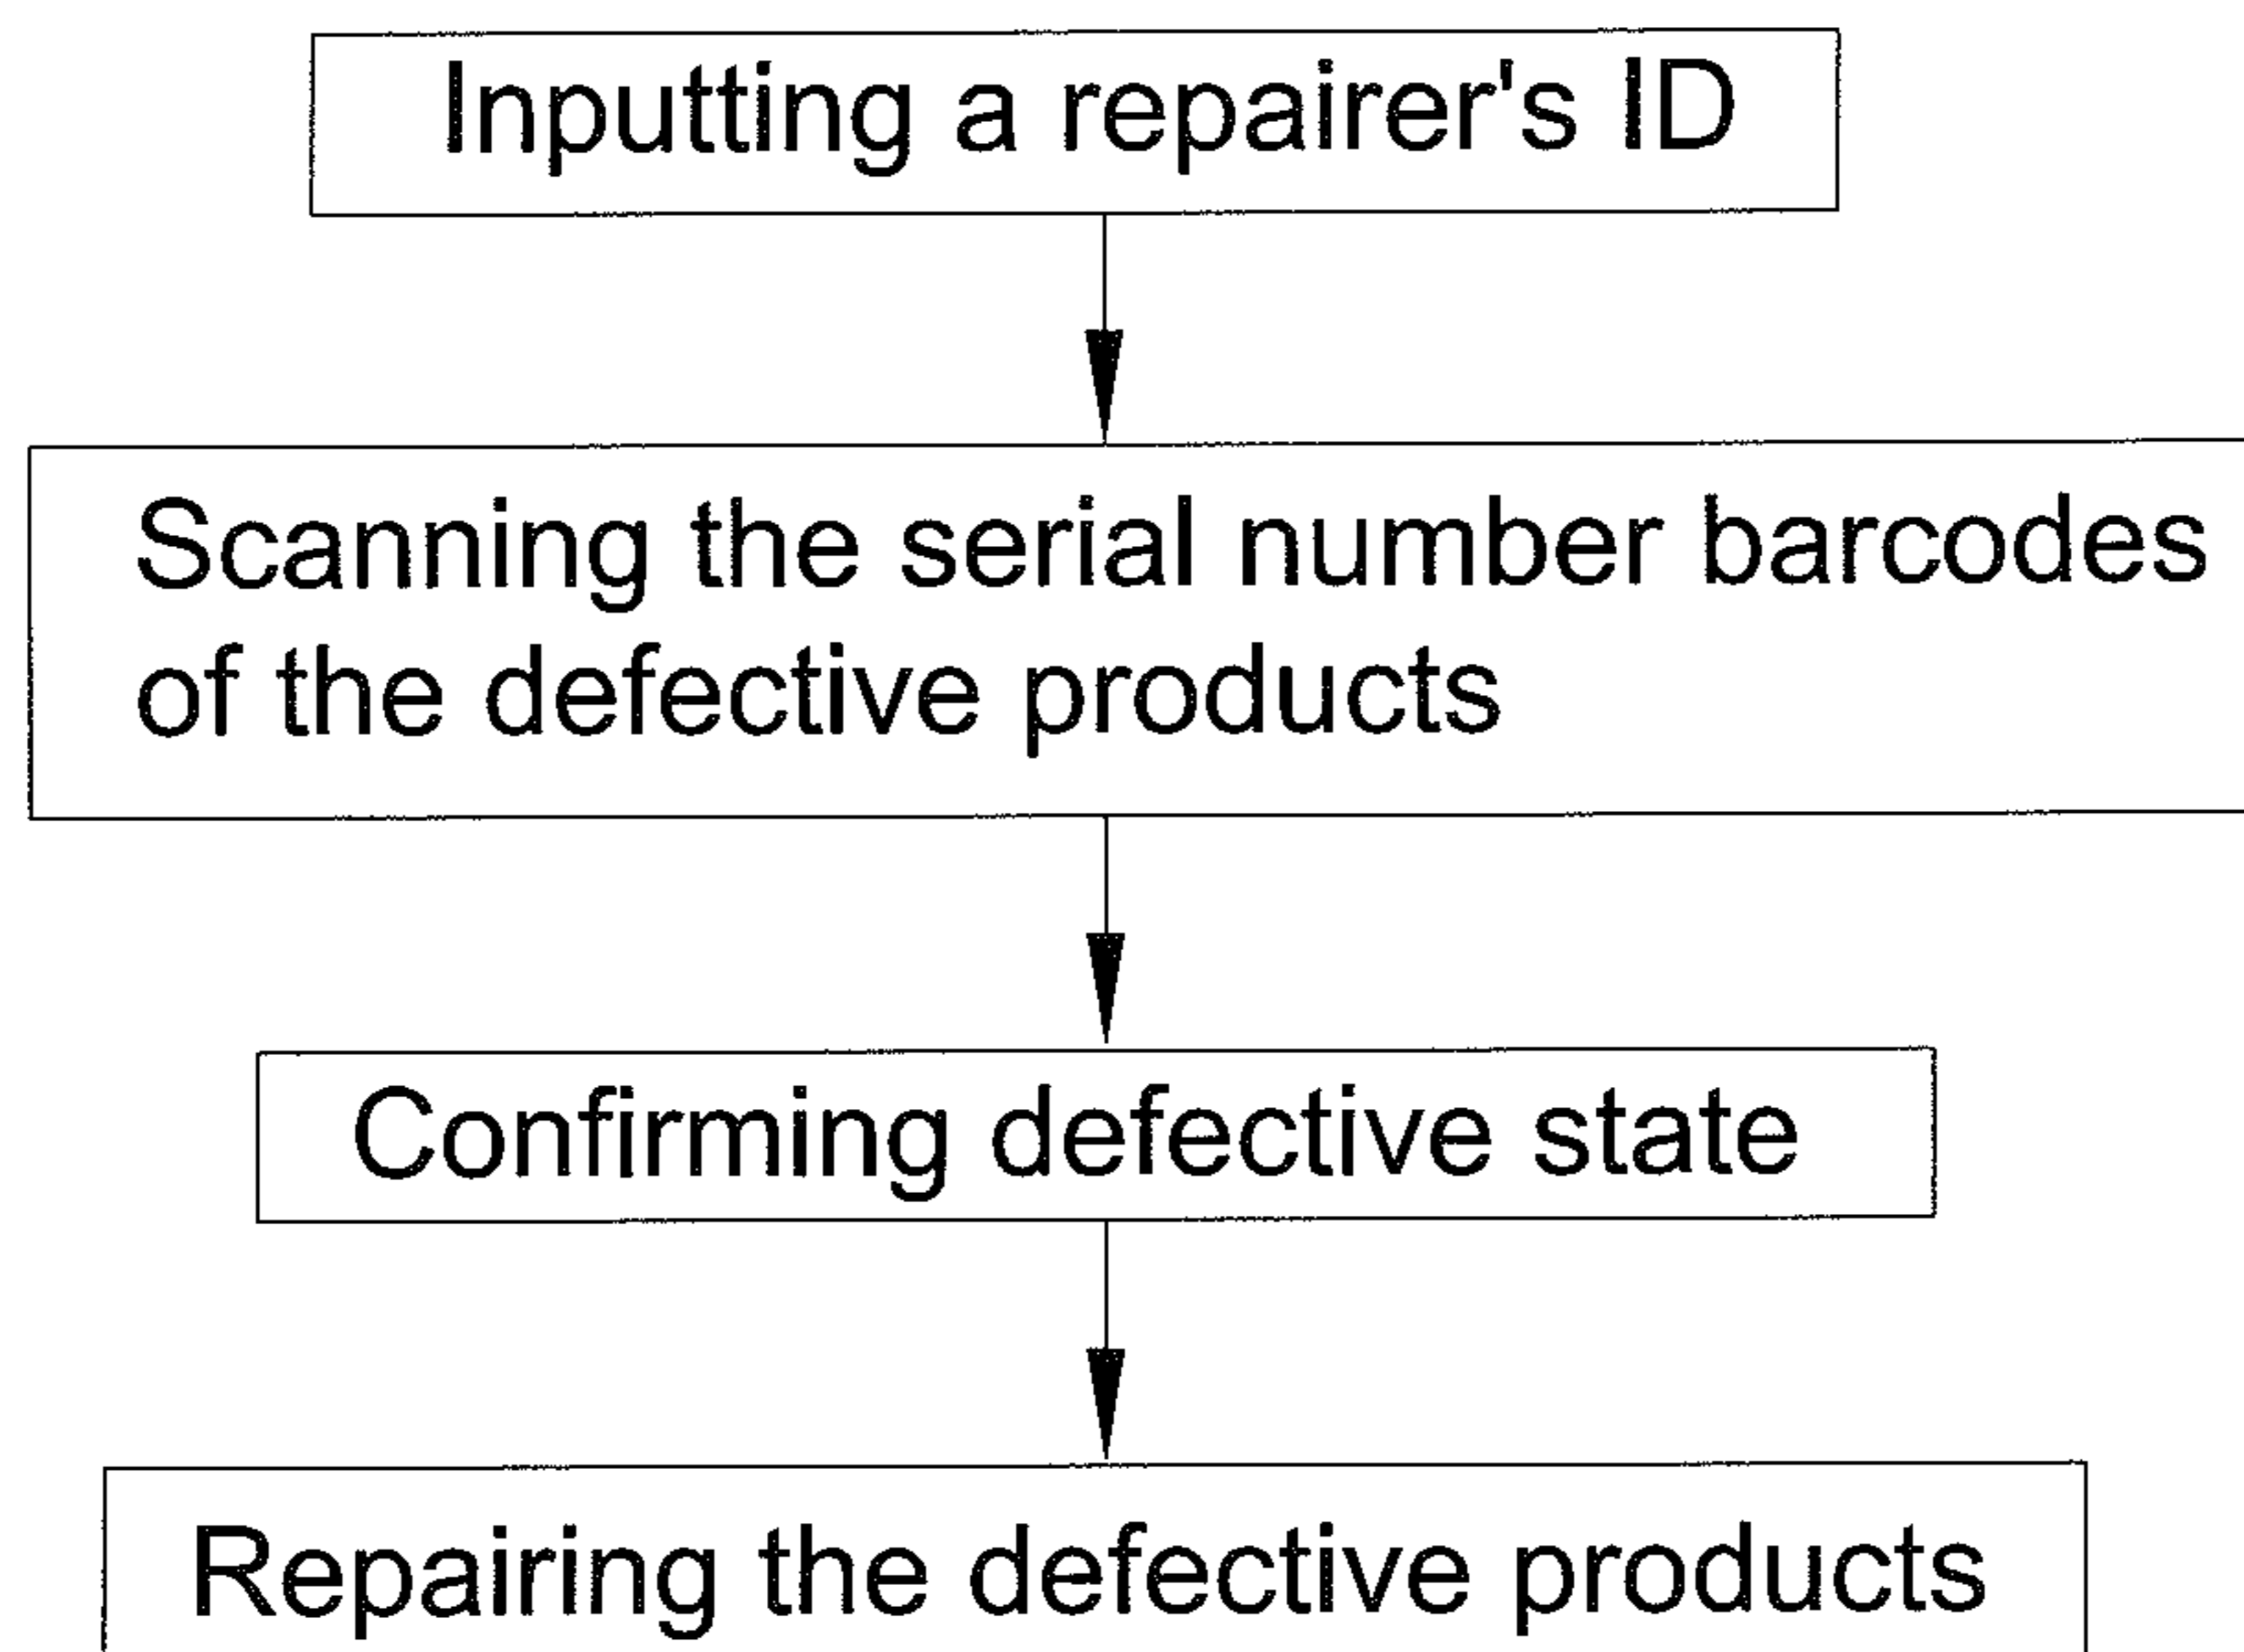 Inputting a repairer's ID
Scanning the serial number barcodes
of the defective products
Confirming defective state
Repairing the defective products